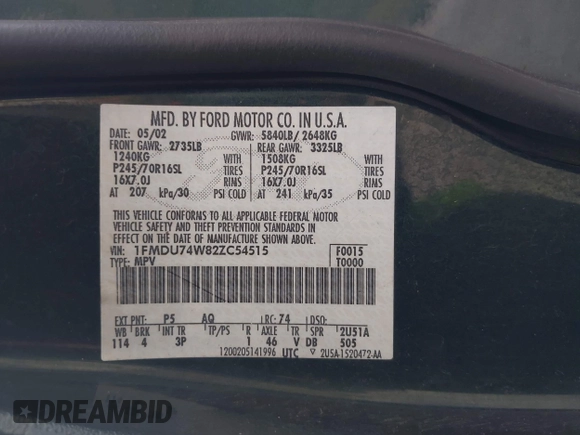 MFD. BY FORD MOTOR CO. IN U.S.A.
DATE: 05/02 GVWR: 5840LB/ 2648KG
FRONT GAWR: 2735LB REAR GAWR: 3325LB
1240KG WITH 1508KG WITH
P245/70R16SL TIRES P245/70R16SL TIRES
16X7.0J RIMS 16X7.0J RIMS
AT 207 kPa/30 PSI COLD AT 241 kPa/35 PSI COLD
THIS VEHICLE CONFORMS TO ALL APPLICABLE FEDERAL MOTOR
VEHICLE SAFETY AND THEFT PREVENTION STANDARDS IN
EFFECT ON THE DATE OF MANUFACTURE SHOWN ABOVE.
VIN: 1FMDU74W82ZC54515 F0015
TYPE: MPV T0000
EXT PNT: P5 AQ RC: 74 DSO:
WB BRK INT TR TP/PS R AXLE TR SPR 2U51A
114 4 3P 1 46 V DB 505
1200205141996 UTC ▽ 2U5A-1520472-AA
DREAMBID